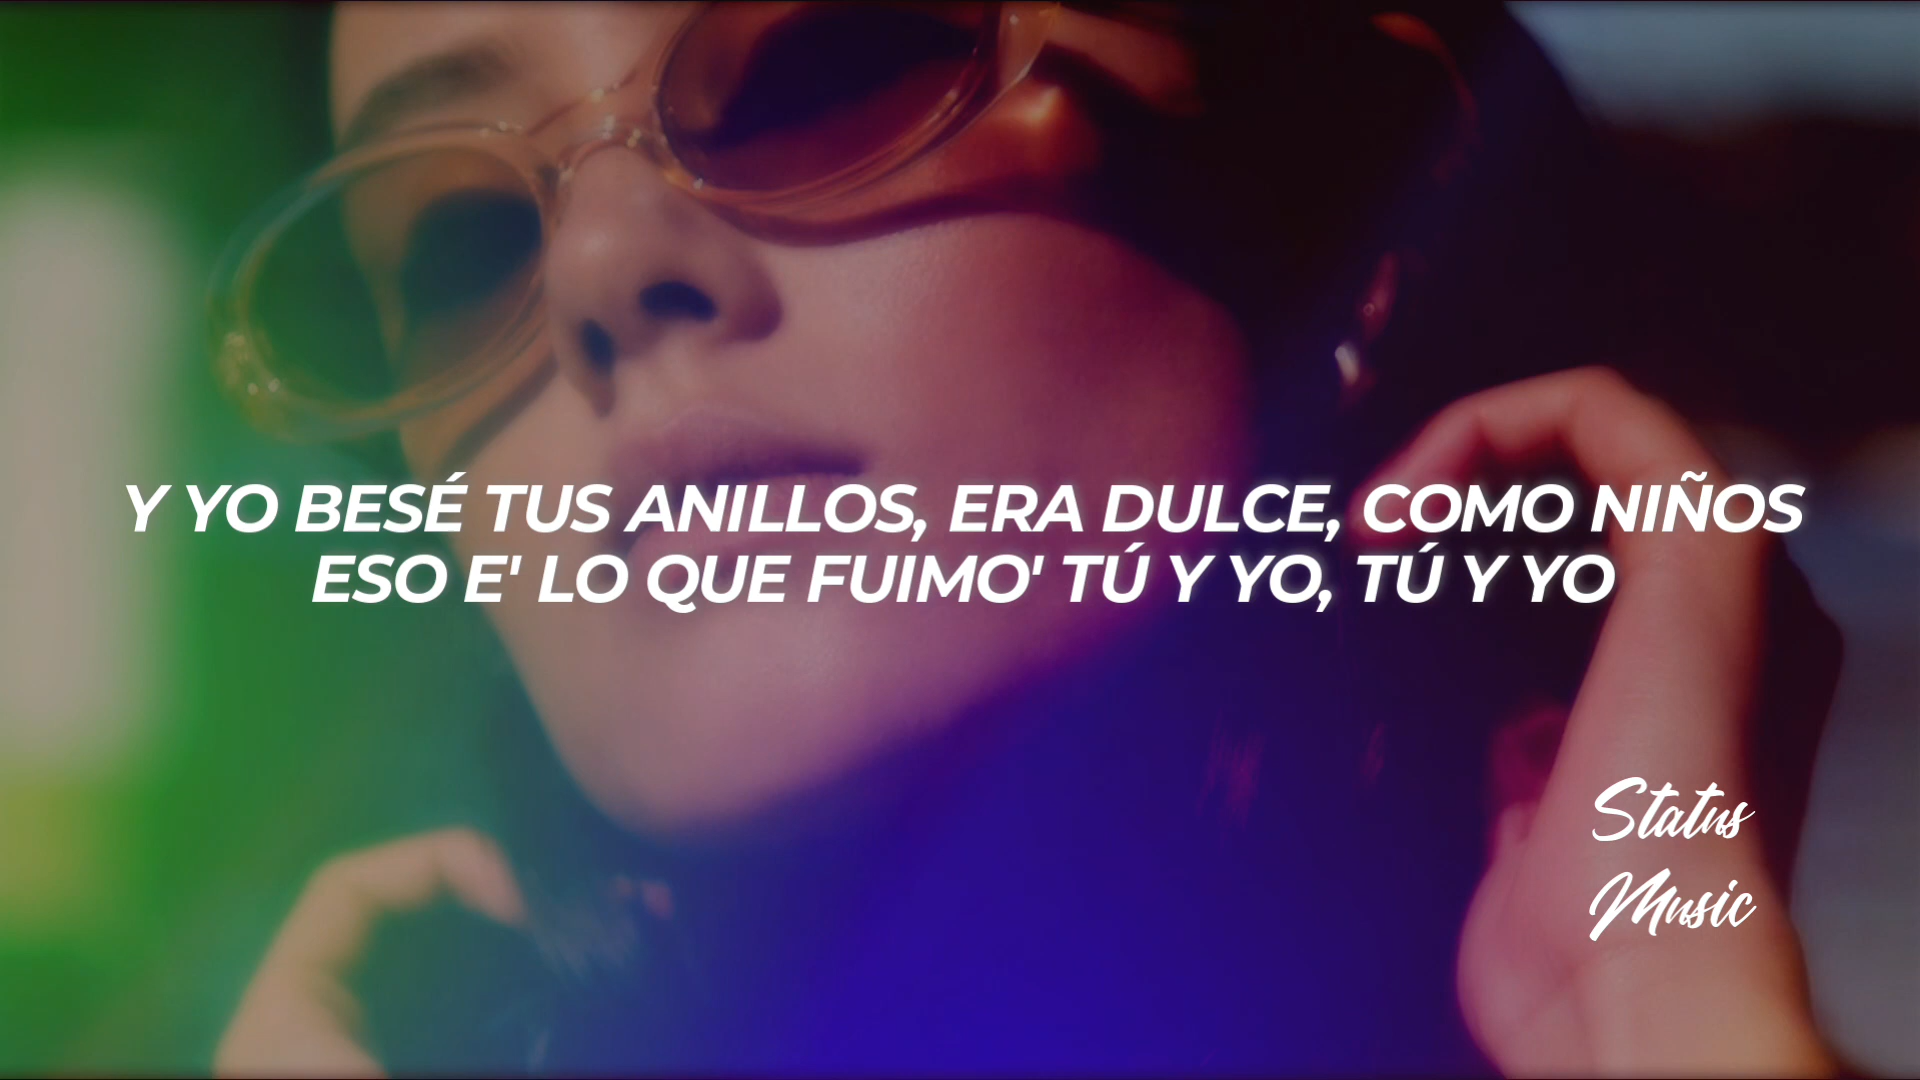 Y YO BESÉ TUS ANILLOS, ERA DULCE, COMO NIÑOS
ESO E' LO QUE FUIMO' TÚ Y YO, TÚ Y YO
Status
Music